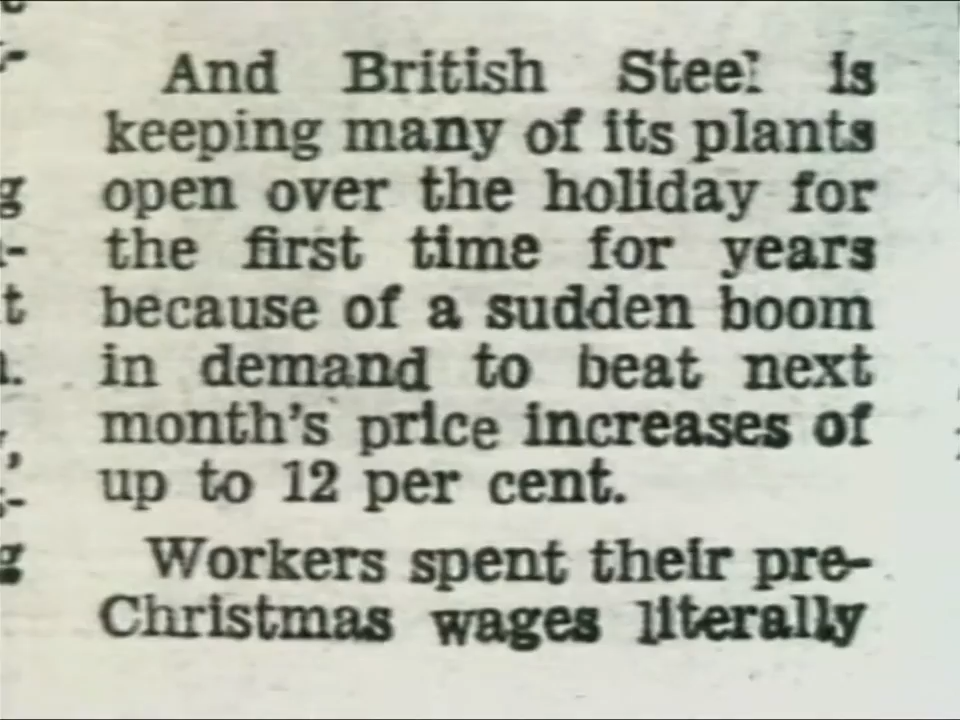 And British Steel is
keeping many of its plants
open over the holiday for
the first time for years
because of a sudden boom
in demand to beat next
month's price increases of
up to 12 per cent.
Workers spent their pre-
Christmas wages literally